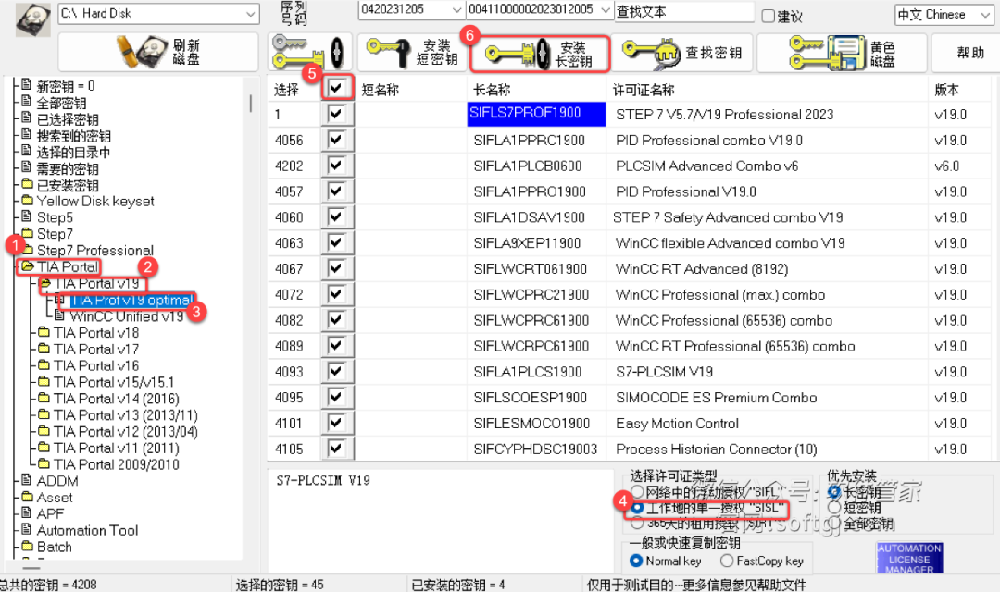 C:\ Hard Disk
序列号码
0420231205
00411000002023012005
查找文本
建议
中文 Chinese
刷新磁盘
安装短密钥
6
安装长密钥
查找密钥
黄色磁盘
帮助
5
新密钥 = 0
全部密钥
已选择密钥
搜索到的密钥
选择的目录中
需要的密钥
已安装密钥
Yellow Disk keyset
Step5
Step7
1
Step7 Professional
TIA Portal
2
TIA Portal v19
TIA Prof v19 optimal
3
WinCC Unified v19
TIA Portal v18
TIA Portal v17
TIA Portal v16
TIA Portal v15/v15.1
TIA Portal v14 (2016)
TIA Portal v13 (2013/11)
TIA Portal v12 (2013/04)
TIA Portal v11 (2011)
TIA Portal 2009/2010
ADDM
Asset
APF
Automation Tool
Batch
选择 短名称 长名称 许可证名称 版本
1 SIFLS7PROF1900 STEP 7 V5.7/V19 Professional 2023 v19.0
4056 SIFLA1PPRC1900 PID Professional combo V19.0 v19.0
4202 SIFLA1PLCB0600 PLCSIM Advanced Combo v6 v6.0
4057 SIFLA1PPRO1900 PID Professional V19.0 v19.0
4060 SIFLA1DSAV1900 STEP 7 Safety Advanced combo V19 v19.0
4063 SIFLA9XEP11900 WinCC flexible Advanced combo V19 v19.0
4067 SIFLWCRT061900 WinCC RT Advanced (8192) v19.0
4072 SIFLWCPRC21900 WinCC Professional (max.) combo v19.0
4082 SIFLWCPRC61900 WinCC Professional (65536) combo v19.0
4089 SIFLWCRPC61900 WinCC RT Professional (65536) combo v19.0
4093 SIFLA1PLCS1900 S7-PLCSIM V19 v19.0
4095 SIFLSCOESP1900 SIMOCODE ES Premium Combo v19.0
4101 SIFLESMOCO1900 Easy Motion Control v19.0
4105 SIFCYPHDSC19003 Process Historian Connector (10) v19.0
S7-PLCSIM V19
选择许可证类型
网络中的浮动授权 "SIFL"
4
工作地的单一授权 "SISL"
365天的租用授权 "SIRT"
一般或快速复制密钥
Normal key
FastCopy key
优先安装
长密钥
短密钥
全部密钥
AUTOMATION
LICENSE
MANAGER
总共的密钥 = 4208
选择的密钥 = 45
已安装的密钥 = 4
仅用于测试目的--更多信息参见帮助文件